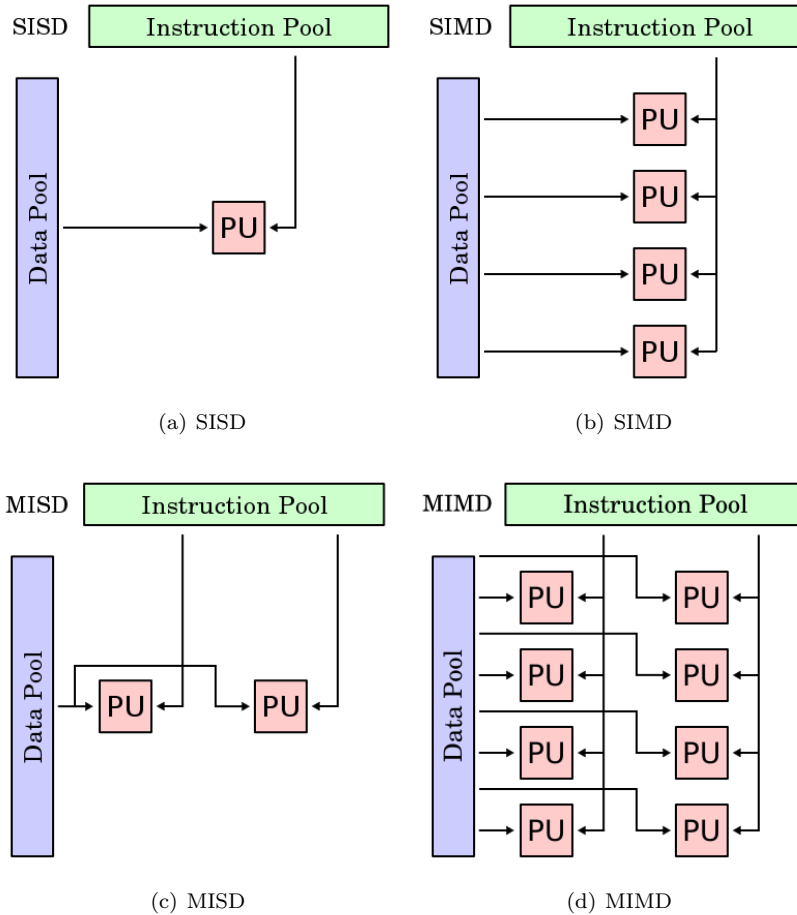 SISD Instruction Pool
Data Pool
PU
(a) SISD
SIMD Instruction Pool
Data Pool
PU
PU
PU
PU
(b) SIMD
MISD Instruction Pool
Data Pool
PU PU
(c) MISD
MIMD Instruction Pool
Data Pool
PU PU
PU PU
PU PU
PU PU
(d) MIMD